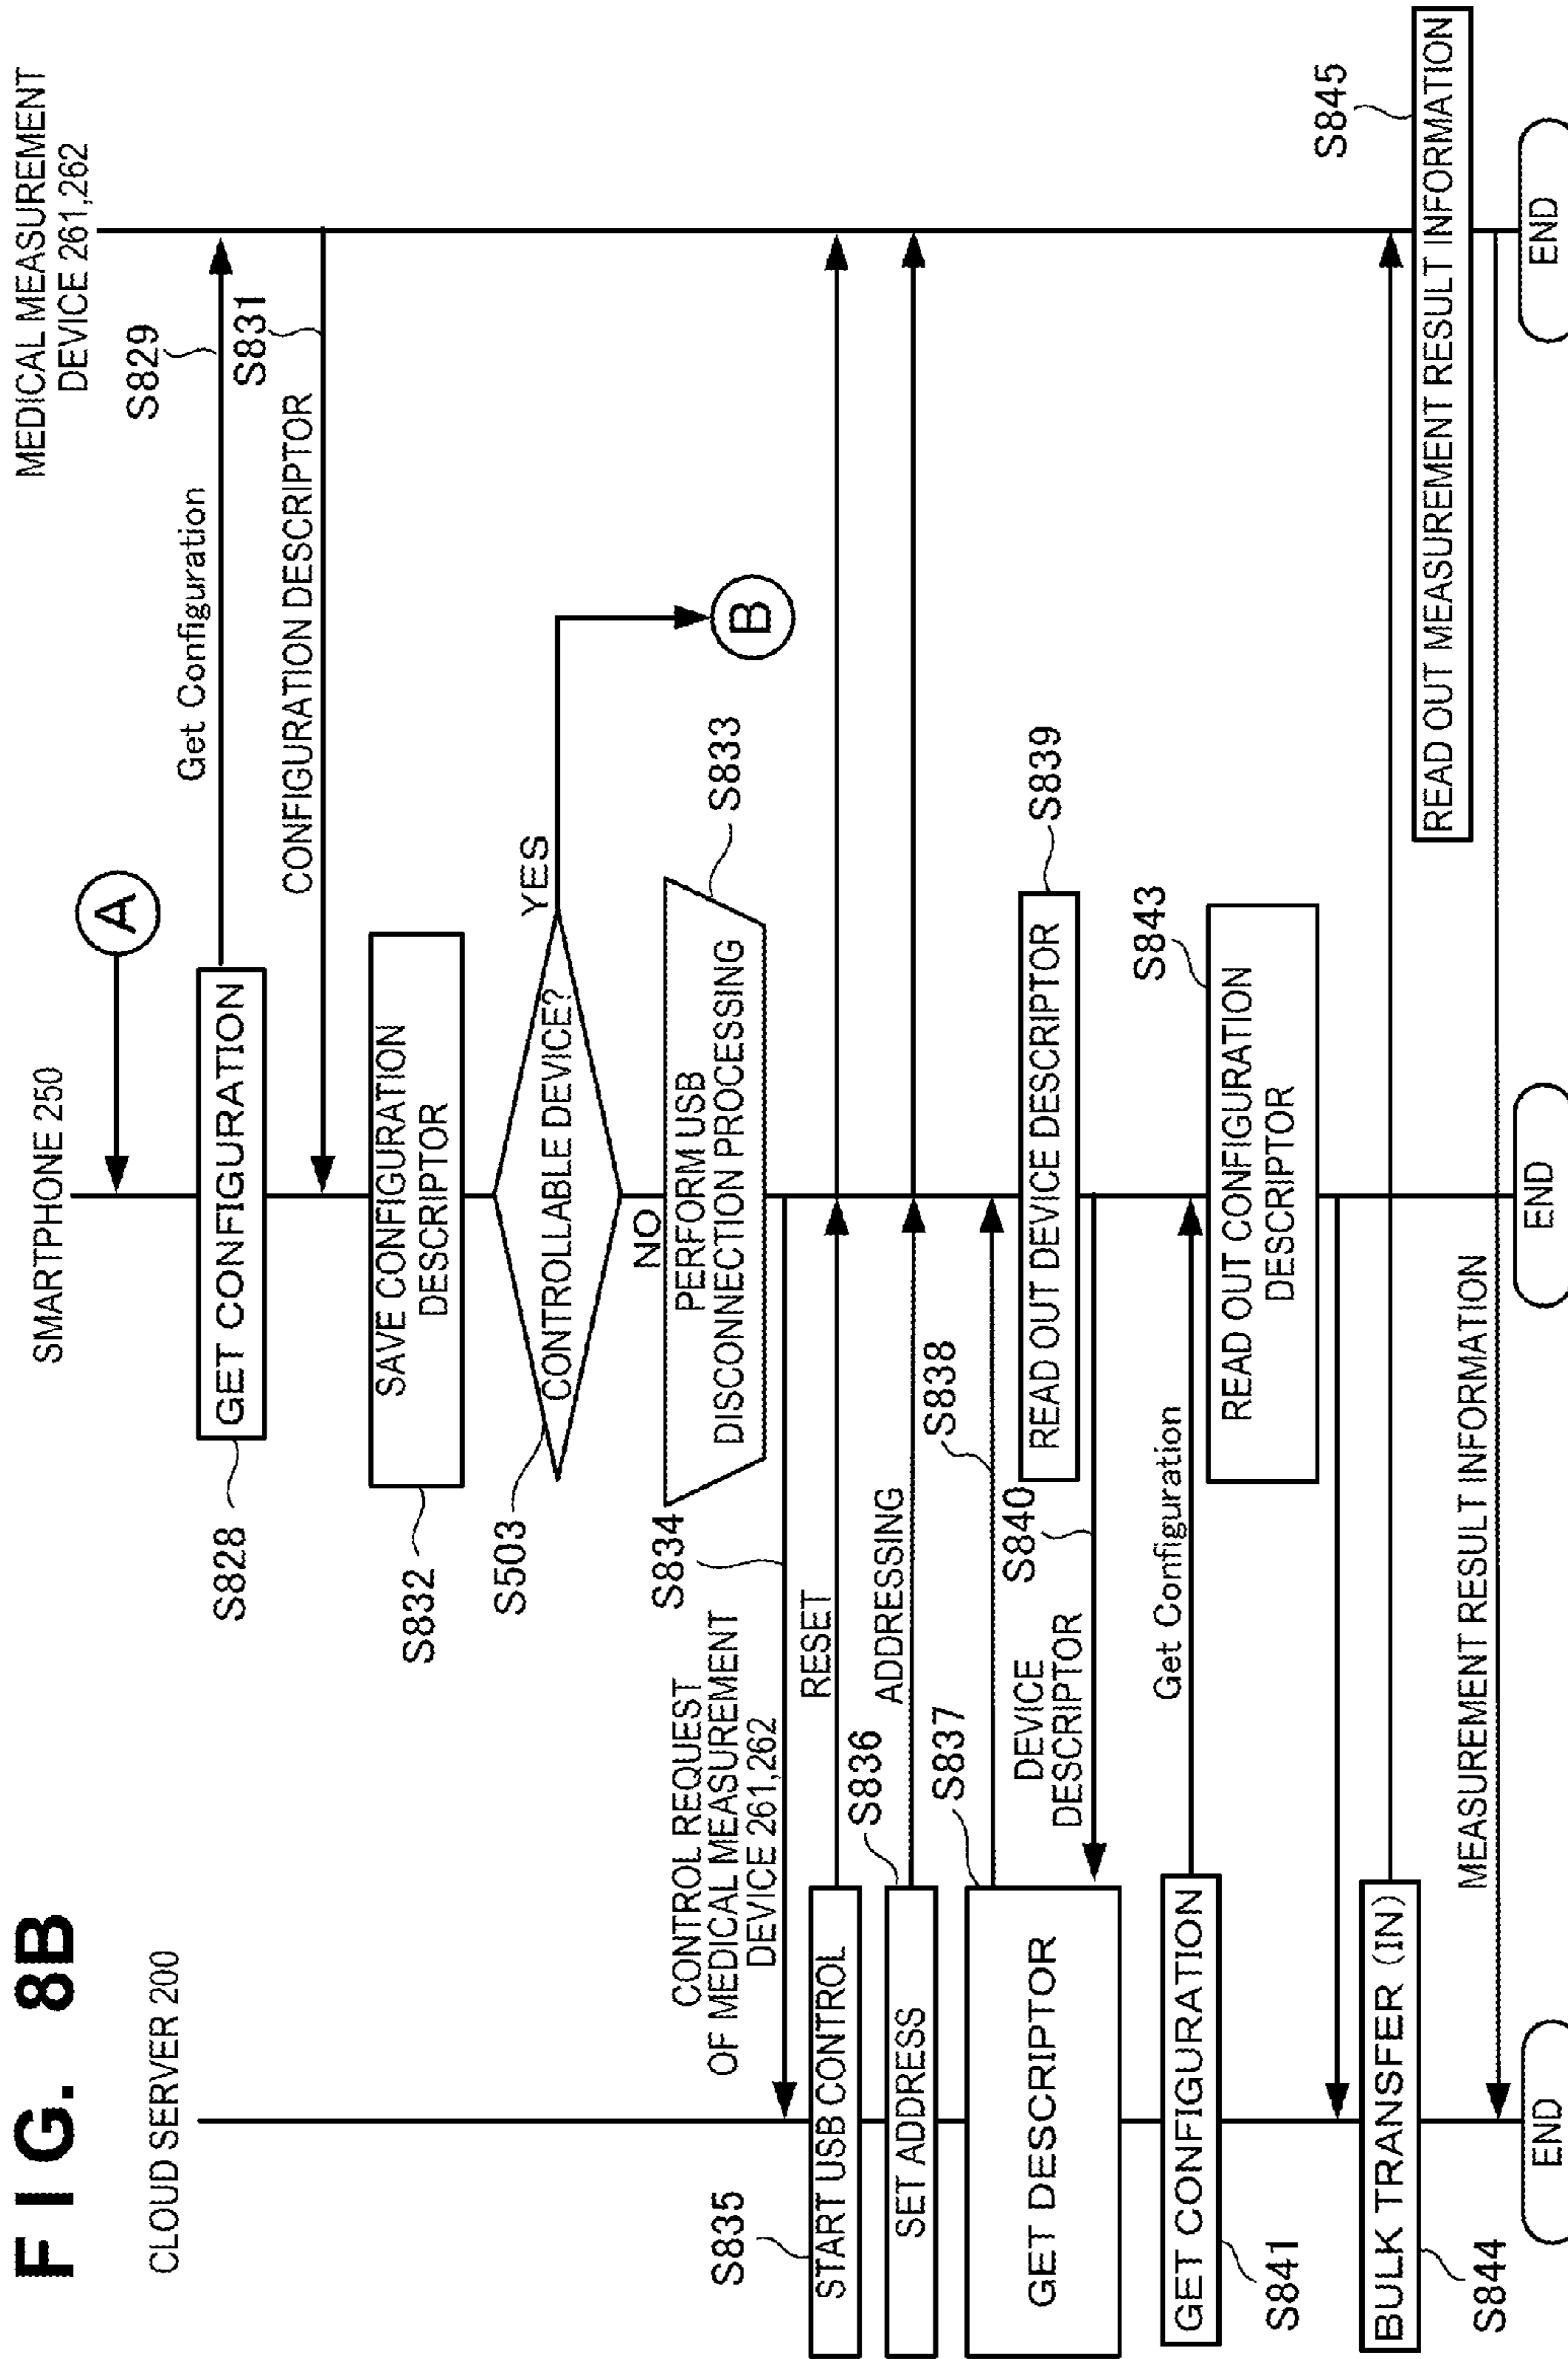 FIG. 8B
CLOUD SERVER 200
SMARTPHONE 250
MEDICAL MEASUREMENT
DEVICE 261,262
A
S828
GET CONFIGURATION
Get Configuration
S829
CONFIGURATION DESCRIPTOR
S831
S832
SAVE CONFIGURATION
DESCRIPTOR
S503
CONTROLLABLE DEVICE?
YES
B
NO
PERFORM USB
DISCONNECTION PROCESSING
S833
S834
CONTROL REQUEST
OF MEDICAL MEASUREMENT
DEVICE 261,262
S835
START USB CONTROL
RESET
SET ADDRESS
S836
ADDRESSING
GET DESCRIPTOR
S837
S838
READ OUT DEVICE DESCRIPTOR
S839
S840
DEVICE
DESCRIPTOR
GET CONFIGURATION
S841
Get Configuration
READ OUT CONFIGURATION
DESCRIPTOR
S843
BULK TRANSFER (IN)
S844
READ OUT MEASUREMENT RESULT INFORMATION
S845
MEASUREMENT RESULT INFORMATION
END
END
END